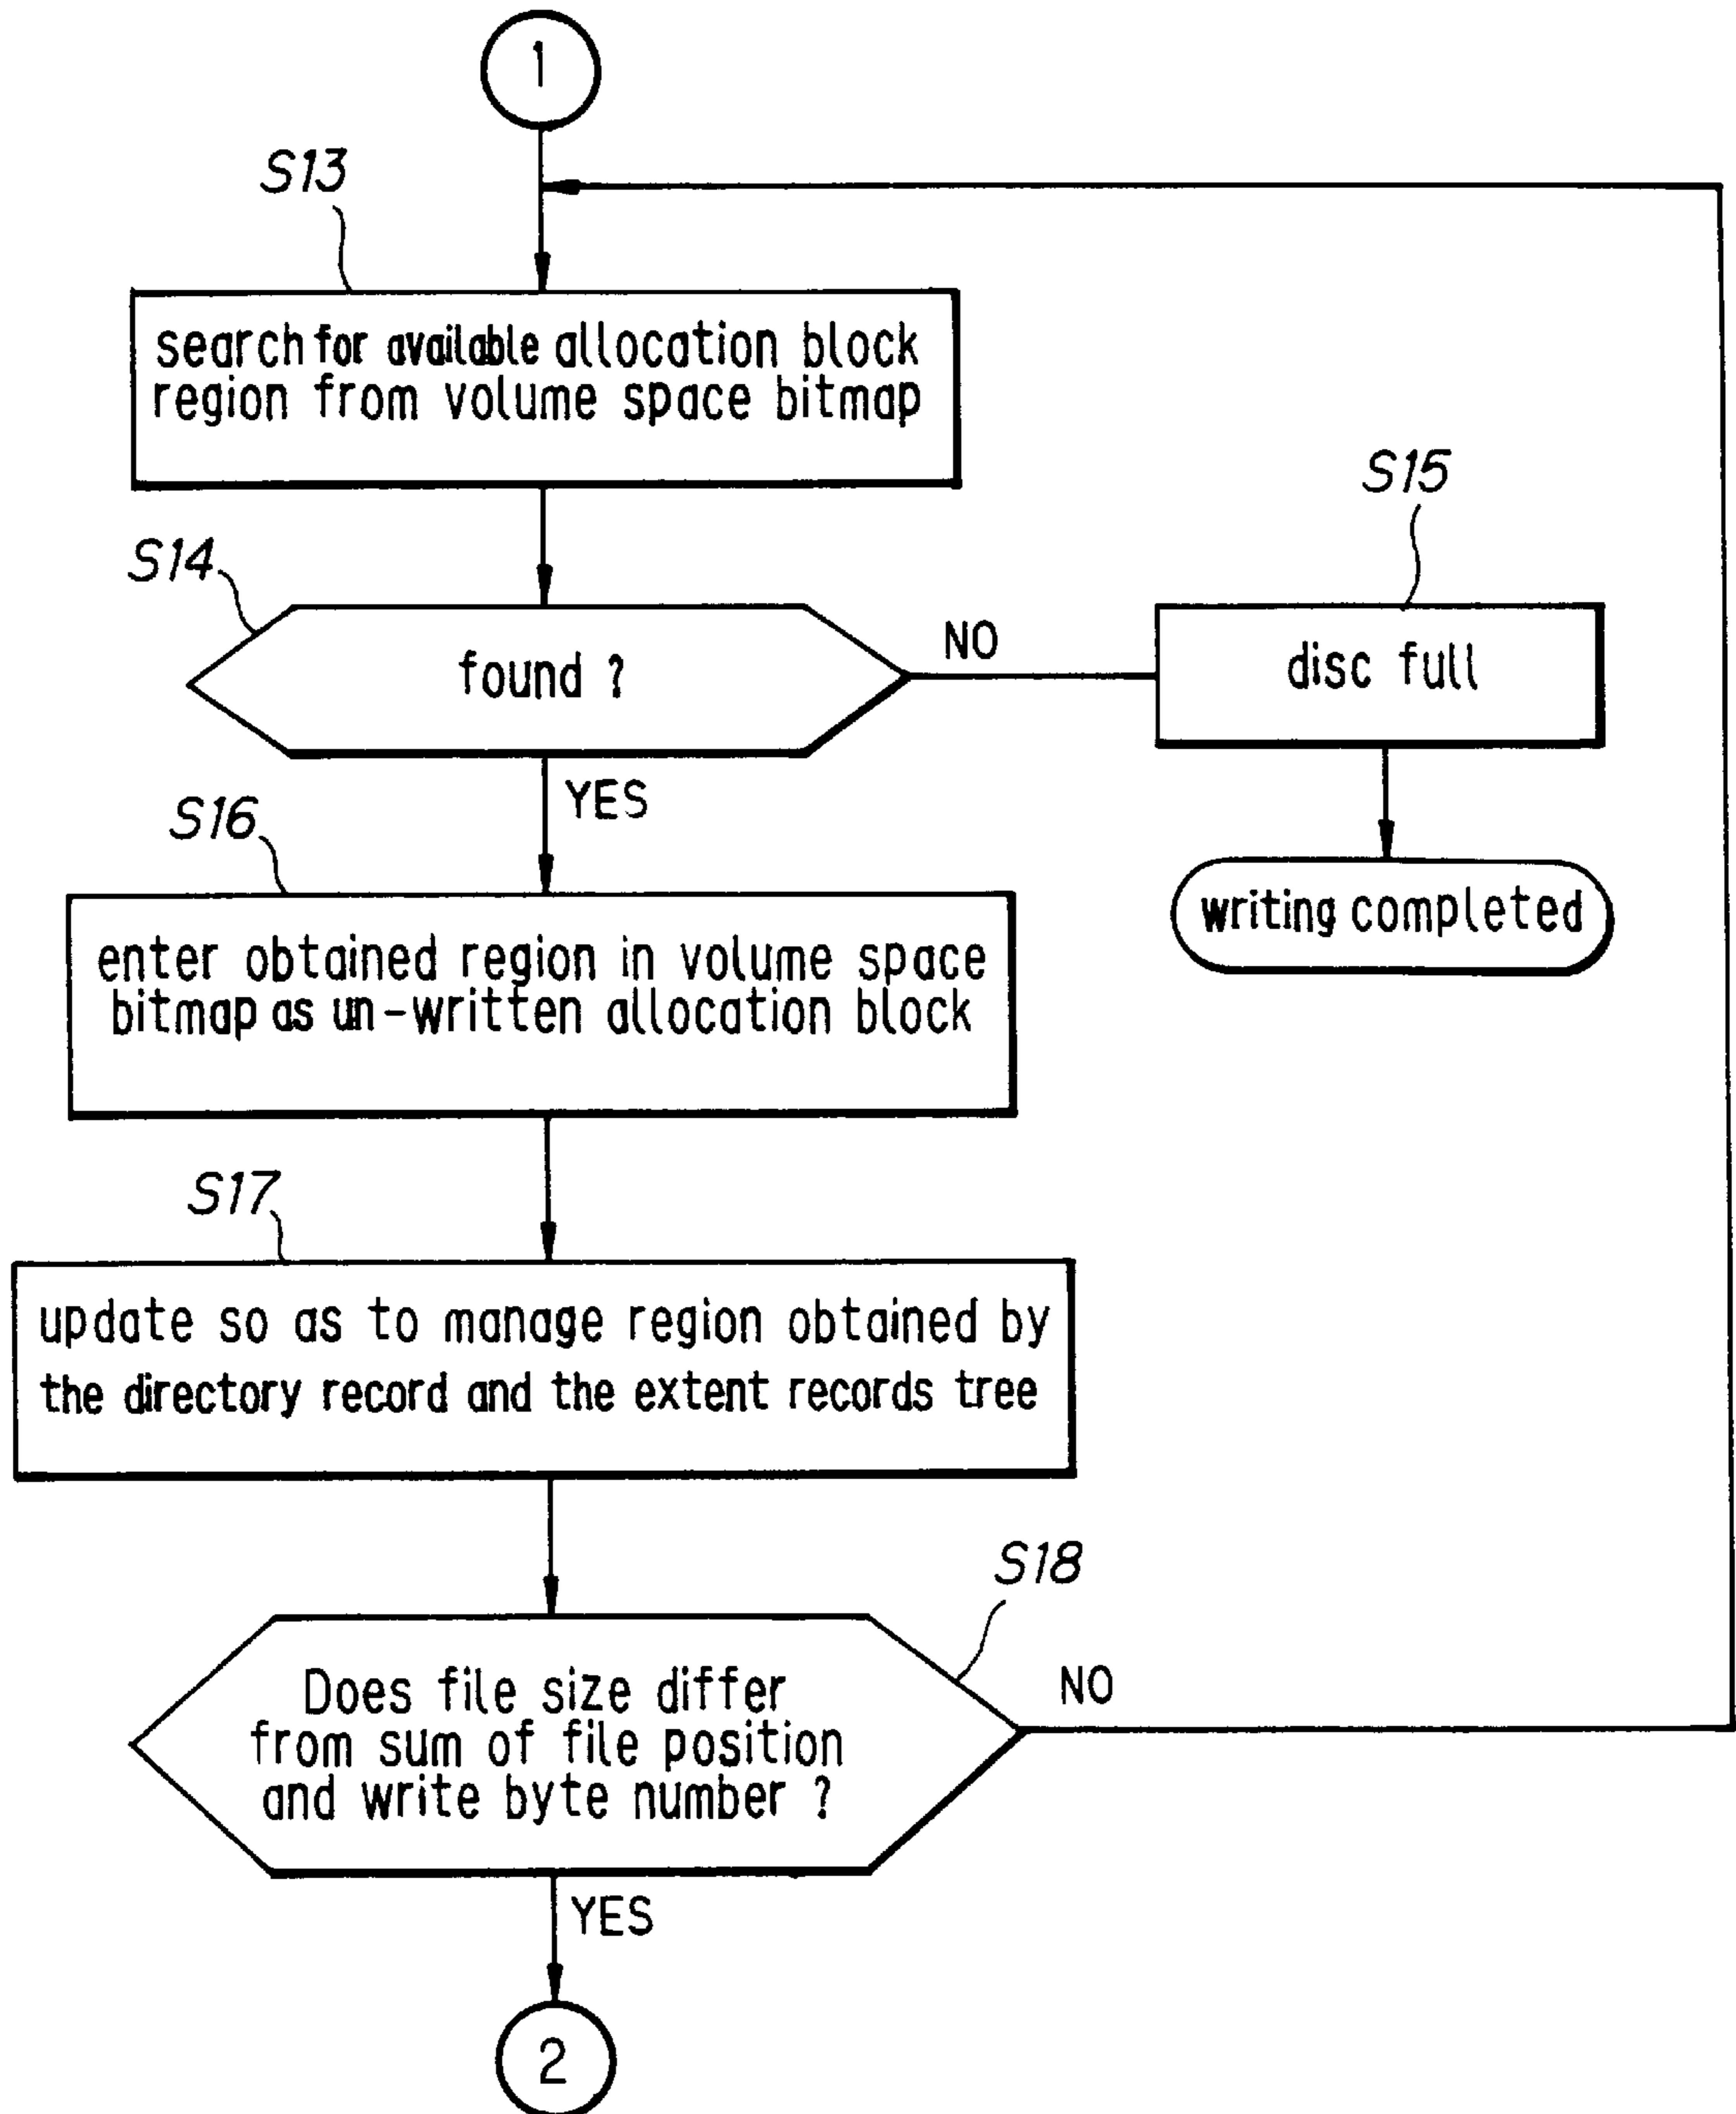 1
S13
search for available allocation block
region from volume space bitmap
S15
S14
found ?
NO
disc full
YES
S16
writing completed
enter obtained region in volume space
bitmap as un-written allocation block
S17
update so as to manage region obtained by
the directory record and the extent records tree
S18
Does file size differ
from sum of file position
and write byte number ?
NO
YES
2